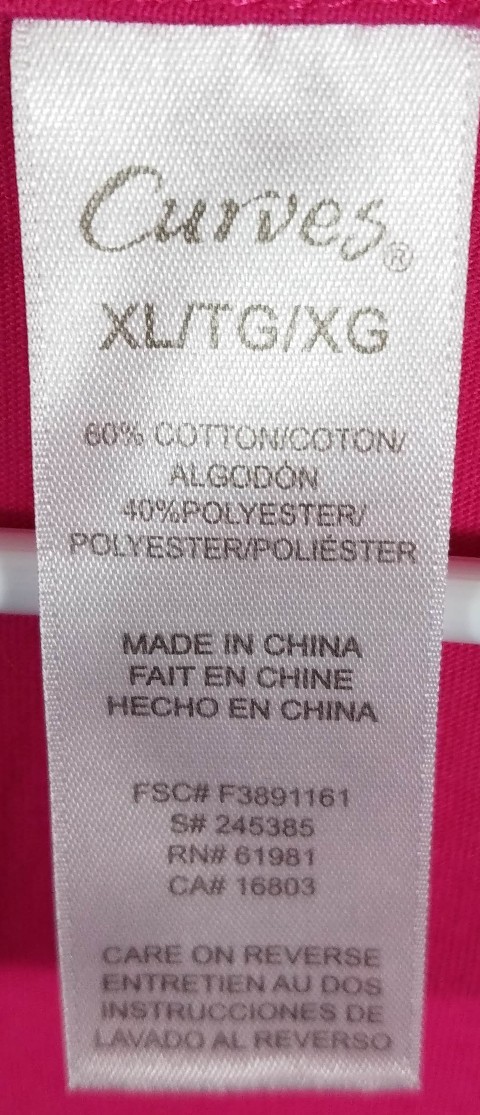 Curves®
XL/TG/XG
60% COTTON/COTON/
ALGODÓN
40%POLYESTER/
POLYESTER/POLIÉSTER
MADE IN CHINA
FAIT EN CHINE
HECHO EN CHINA
FSC# F3891161
S# 245385
RN# 61981
CA# 16803
CARE ON REVERSE
ENTRETIEN AU DOS
INSTRUCCIONES DE
LAVADO AL REVERSO